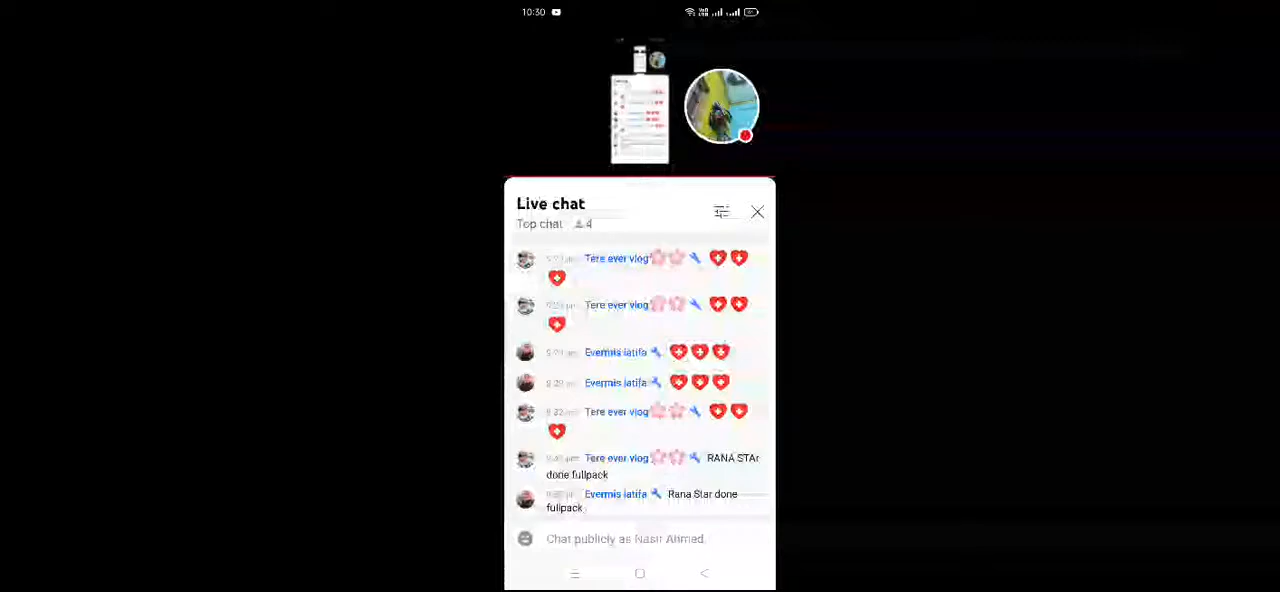 10:30
Live chat
Top chat 4
Tere ever vlog
Tere ever vlog
Evermis latifa
Evermis latifa
Tere ever vlog
Tere ever vlog RANA STAr
done fullpack
Evermis latifa Rana Star done
fullpack
Chat publicly as Nasir Ahmed